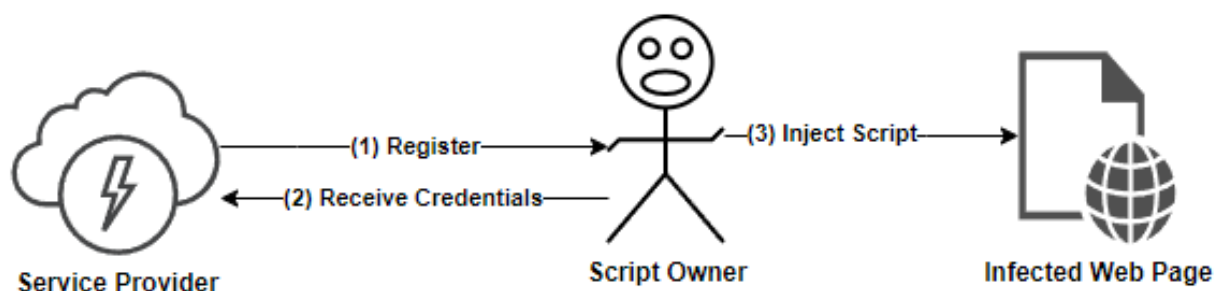 (1) Register
(3) Inject Script
(2) Receive Credentials
Service Provider
Script Owner
Infected Web Page